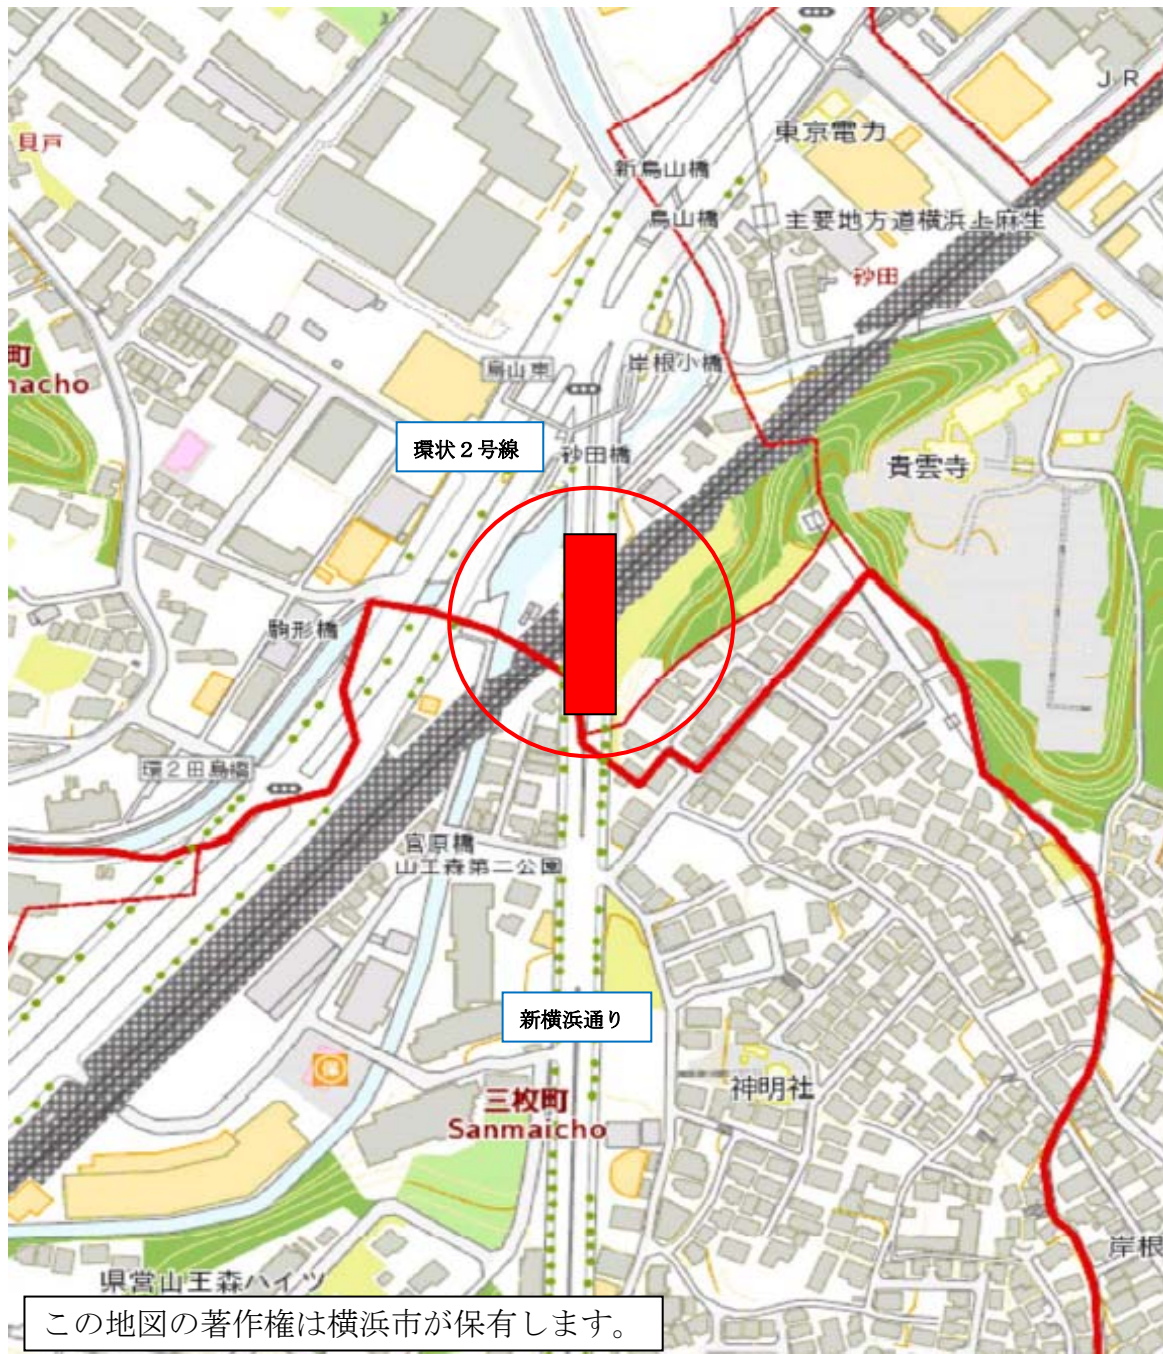 J R
東京電力
貝戸
新鳥山橋
鳥山橋
主要地方道横浜上麻生
砂田
町
nacho
鳥山東
岸根小橋
環状２号線
砂田橋
貴雲寺
駒形橋
環２田島橋
宮原橋
山王森第二公園
新横浜通り
神明社
三枚町
Sanmaicho
岸根
県営山王森ハイツ
この地図の著作権は横浜市が保有します。